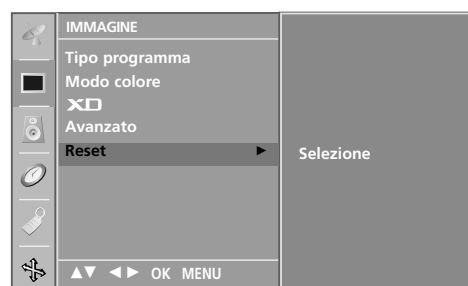 IMMAGINE
Tipo programma
Modo colore
XD
Avanzato
Reset ► Selezione
▲▼ ◄► OK MENU